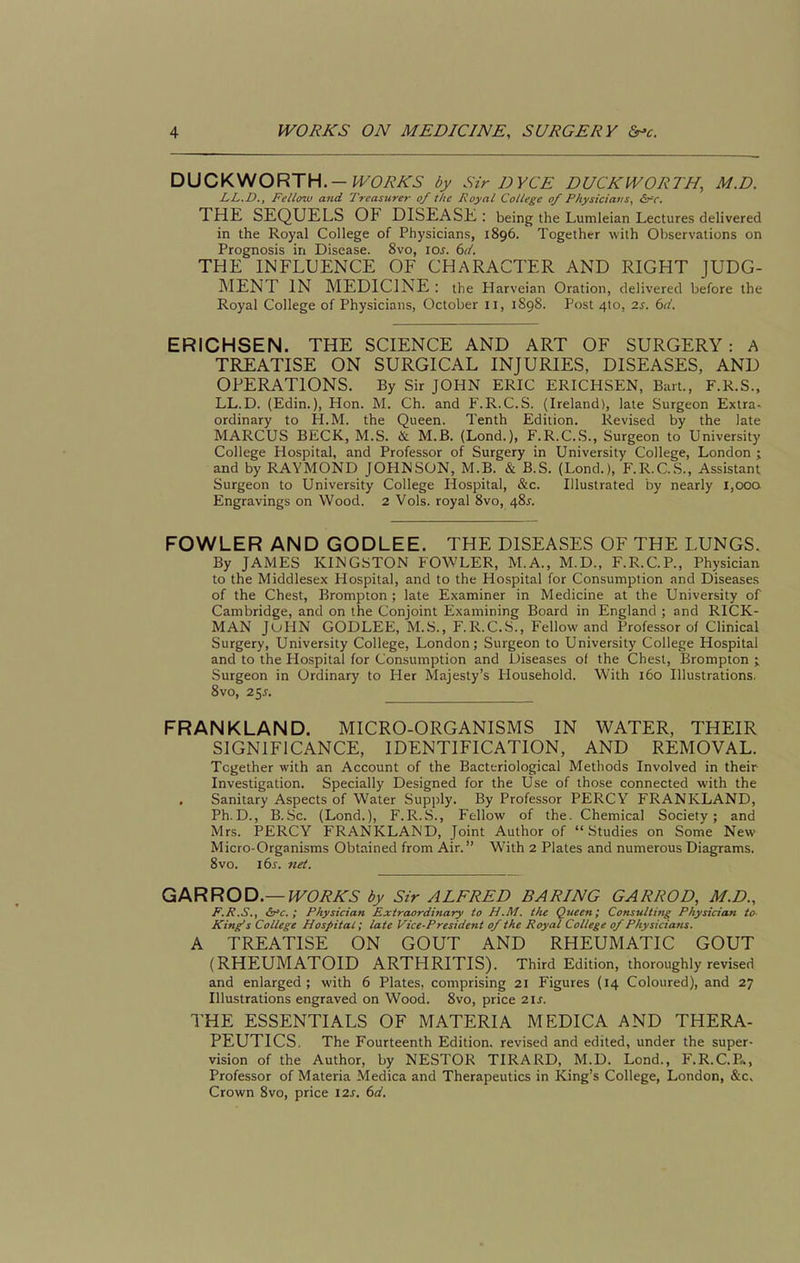 4 WORKS ON MEDICINE, SURGERY &c.
DUCKWORTH.—WORKS by Sir DYCE DUCKWORTH, M.D.
LL.D., Fellow and Treasurer of the Royal College of Physicians, &c.
THE SEQUELS OF DISEASE: being the Lumleian Lectures delivered
in the Royal College of Physicians, 1896. Together with Observations on
Prognosis in Disease. 8vo, 10s. 6d.
THE INFLUENCE OF CHARACTER AND RIGHT JUDG-
MENT IN MEDICINE: the Harveian Oration, delivered before the
Royal College of Physicians, October 11, 1898. Post 4to, 2s. 6d.
ERICHSEN. THE SCIENCE AND ART OF SURGERY: A
TREATISE ON SURGICAL INJURIES, DISEASES, AND
OPERATIONS. By Sir JOHN ERIC ERICHSEN, Bart., F.R.S.,
LL.D. (Edin.), Hon. M. Ch. and F.R.C.S. (Ireland), late Surgeon Extra-
ordinary to H.M. the Queen. Tenth Edition. Revised by the late
MARCUS BECK, M.S. & M.B. (Lond.), F.R.C.S., Surgeon to University
College Hospital, and Professor of Surgery in University College, London;
and by RAYMOND JOHNSON, M.B. & B.S. (Lond.), F.R.C.S., Assistant
Surgeon to University College Hospital, &c. Illustrated by nearly 1,000
Engravings on Wood. 2 Vols. royal 8vo, 48s.
FOWLER AND GODLEE. THE DISEASES OF THE LUNGS.
By JAMES KINGSTON FOWLER, M.A., M.D., F.R.C.P., Physician
to the Middlesex Hospital, and to the Hospital for Consumption and Diseases
of the Chest, Brompton; late Examiner in Medicine at the University of
Cambridge, and on the Conjoint Examining Board in England; and RICK-
MAN JOHN GODLEE, M.S., F.R.C.S., Fellow and Professor of Clinical
Surgery, University College, London; Surgeon to University College Hospital
and to the Hospital for Consumption and Diseases of the Chest, Brompton;
Surgeon in Ordinary to Her Majesty's Household. With 160 Illustrations.
8vo, 25s.
FRANKLAND. MICRO-ORGANISMS IN WATER, THEIR
SIGNIFICANCE, IDENTIFICATION, AND REMOVAL.
Together with an Account of the Bacteriological Methods Involved in their
Investigation. Specially Designed for the Use of those connected with the
Sanitary Aspects of Water Supply. By Professor PERCY FRANKLAND,
Ph.D., B.Sc. (Lond.), F.R.S., Fellow of the Chemical Society; and
Mrs. PERCY FRANKLAND, Joint Author of "Studies on Some New
Micro-Organisms Obtained from Air." With 2 Plates and numerous Diagrams.
8vo. 16s. net.
GARROD.—WORKS by Sir ALFRED BARING GARROD, M.D.,
F.R.S., &c.; Physician Extraordinary to H.M. the Queen; Consulting Physician to
King's College Hospital; late Vice-President of the Royal College of Physicians.
A TREATISE ON GOUT AND RHEUMATIC GOUT
(RHEUMATOID ARTHRITIS). Third Edition, thoroughly revised
and enlarged; with 6 Plates, comprising 21 Figures (14 Coloured), and 27
Illustrations engraved on Wood. 8vo, price 21s.
THE ESSENTIALS OF MATERIA MEDICA AND THERA-
PEUTICS. The Fourteenth Edition, revised and edited, under the super-
vision of the Author, by NESTOR TIRARD, M.D. Lond., F.R.C.P.,
Professor of Materia Medica and Therapeutics in King's College, London, &c.
Crown 8vo, price 12s. 6d.